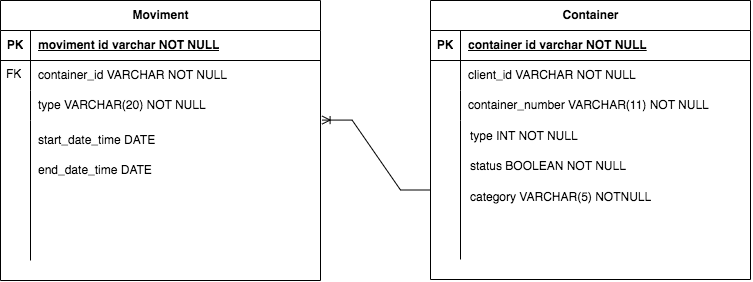 Moviment
PK moviment id varchar NOT NULL
FK container_id VARCHAR NOT NULL
type VARCHAR(20) NOT NULL
start_date_time DATE
end_date_time DATE
Container
PK container id varchar NOT NULL
client_id VARCHAR NOT NULL
container_number VARCHAR(11) NOT NULL
type INT NOT NULL
status BOOLEAN NOT NULL
category VARCHAR(5) NOTNULL